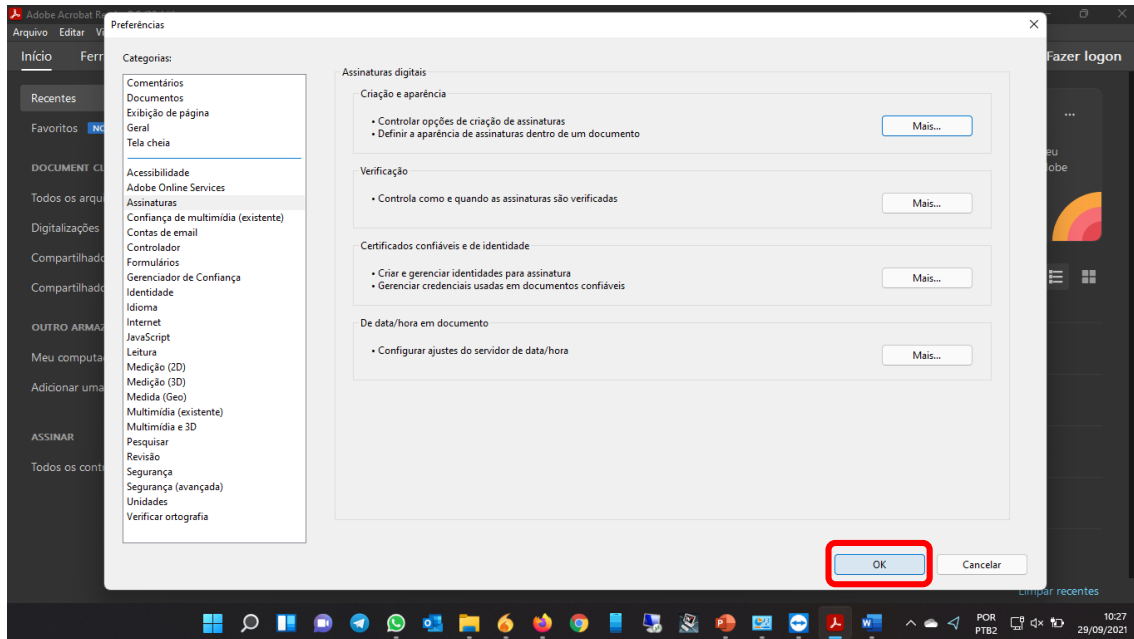 Adobe Acrobat Re
Arquivo Editar Vi
Início Ferr
Fazer logon
Recentes
Favoritos
DOCUMENT CL
Todos os arqu
Digitalizações
Compartilhado
Compartilhado
OUTRO ARMAZ
Meu computa
Adicionar uma
ASSINAR
Todos os cont
Preferências
Categorias:
Comentários
Documentos
Exibição de página
Geral
Tela cheia
Acessibilidade
Adobe Online Services
Assinaturas
Confiança de multimídia (existente)
Contas de email
Controlador
Formulários
Gerenciador de Confiança
Identidade
Idioma
Internet
JavaScript
Leitura
Medição (2D)
Medição (3D)
Medida (Geo)
Multimídia (existente)
Multimídia e 3D
Pesquisar
Revisão
Segurança
Segurança (avançada)
Unidades
Verificar ortografia
Assinaturas digitais
Criação e aparência
• Controlar opções de criação de assinaturas
• Definir a aparência de assinaturas dentro de um documento
Mais...
Verificação
• Controla como e quando as assinaturas são verificadas
Mais...
Certificados confiáveis e de identidade
• Criar e gerenciar identidades para assinatura
• Gerenciar credenciais usadas em documentos confiáveis
Mais...
De data/hora em documento
• Configurar ajustes do servidor de data/hora
Mais...
OK Cancelar
eu
obe
Limpar recentes
POR
PTB2
10:27
29/09/2021